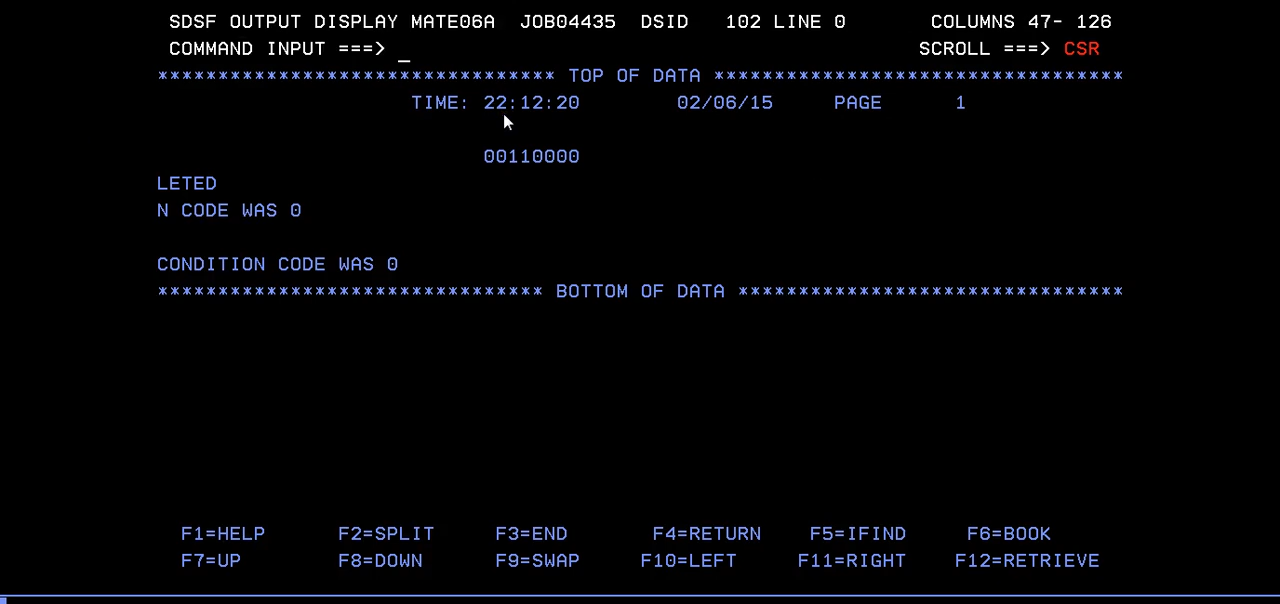 SDSF OUTPUT DISPLAY MATE06A JOB04435 DSID 102 LINE 0 COLUMNS 47- 126
COMMAND INPUT ===> _ SCROLL ===> CSR
********************************* TOP OF DATA **********************************
TIME: 22:12:20 02/06/15 PAGE 1
00110000
LETED
N CODE WAS 0
CONDITION CODE WAS 0
******************************** BOTTOM OF DATA ********************************
F1=HELP F2=SPLIT F3=END F4=RETURN F5=IFIND F6=BOOK
F7=UP F8=DOWN F9=SWAP F10=LEFT F11=RIGHT F12=RETRIEVE